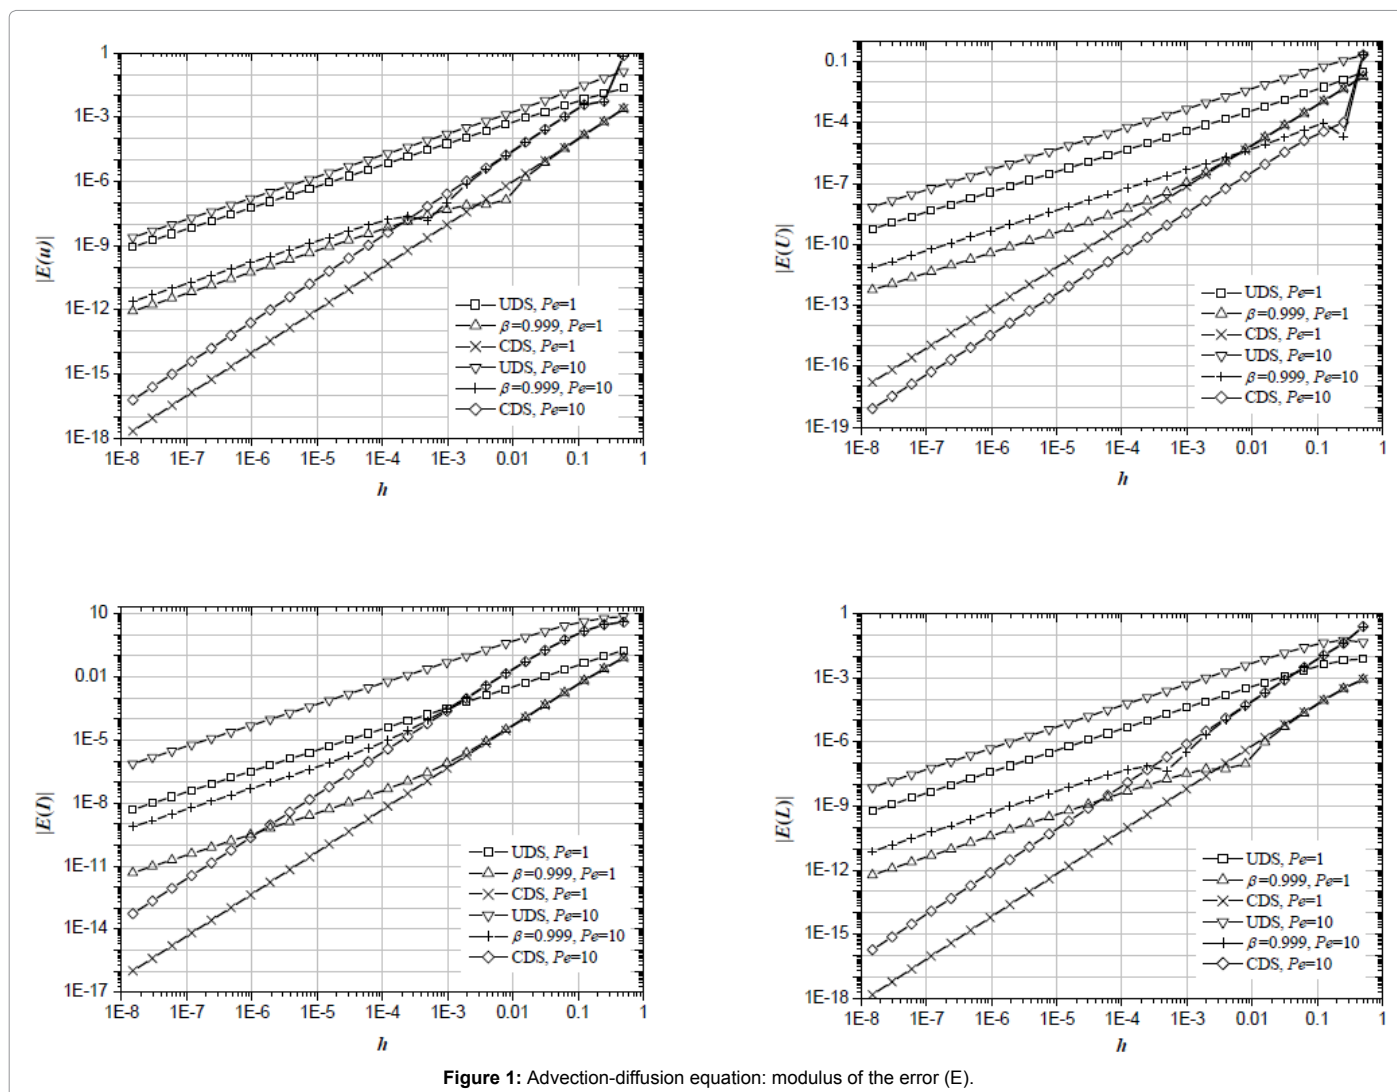 1
1E-3
1E-6
1E-9
1E-12
1E-15
1E-18
|E(u)|
UDS, Pe=1
β=0.999, Pe=1
CDS, Pe=1
UDS, Pe=10
β=0.999, Pe=10
CDS, Pe=10
1E-8 1E-7 1E-6 1E-5 1E-4 1E-3 0.01 0.1 1
h
0.1
1E-4
1E-7
1E-10
1E-13
1E-16
1E-19
|E(U)|
UDS, Pe=1
β=0.999, Pe=1
CDS, Pe=1
UDS, Pe=10
β=0.999, Pe=10
CDS, Pe=10
1E-8 1E-7 1E-6 1E-5 1E-4 1E-3 0.01 0.1 1
h
10
0.01
1E-5
1E-8
1E-11
1E-14
1E-17
|E(I)|
UDS, Pe=1
β=0.999, Pe=1
CDS, Pe=1
UDS, Pe=10
β=0.999, Pe=10
CDS, Pe=10
1E-8 1E-7 1E-6 1E-5 1E-4 1E-3 0.01 0.1 1
h
1
1E-3
1E-6
1E-9
1E-12
1E-15
1E-18
|E(L)|
UDS, Pe=1
β=0.999, Pe=1
CDS, Pe=1
UDS, Pe=10
β=0.999, Pe=10
CDS, Pe=10
1E-8 1E-7 1E-6 1E-5 1E-4 1E-3 0.01 0.1 1
h
Figure 1: Advection-diffusion equation: modulus of the error (E).